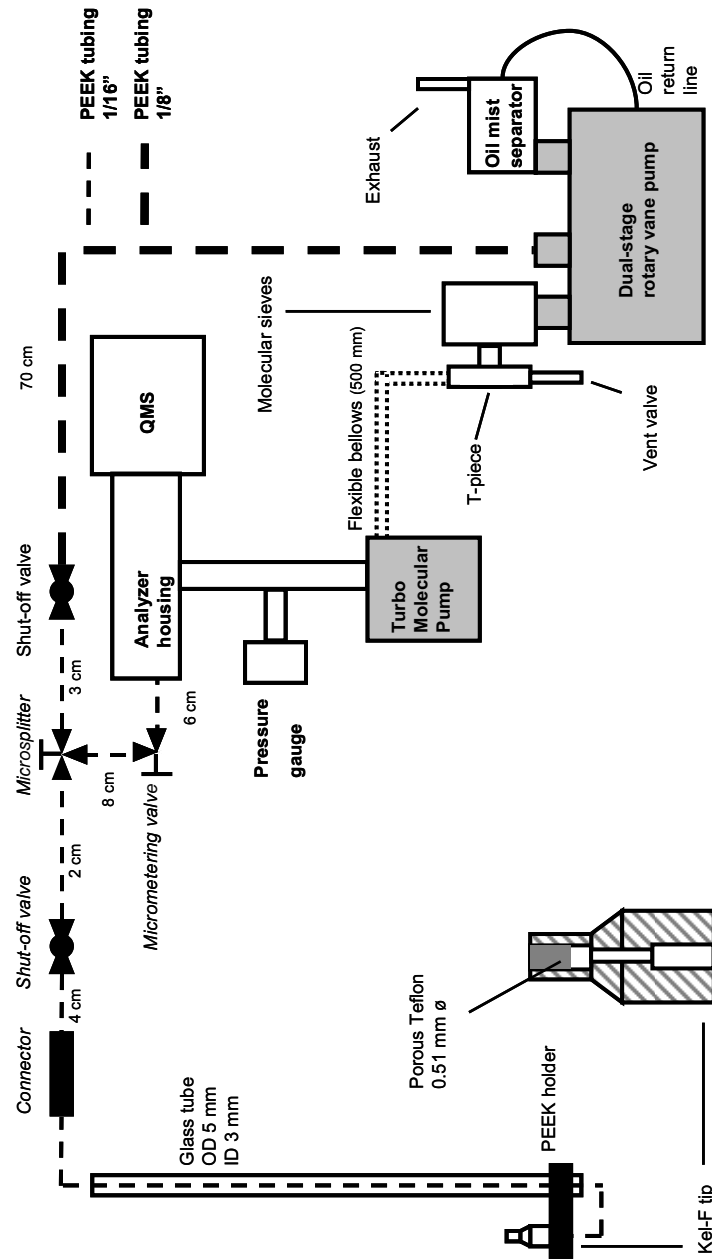 Connector
4 cm
Shut-off valve
2 cm
Microsplitter
3 cm
Shut-off valve
70 cm
PEEK tubing
1/16"
PEEK tubing
1/8"
8 cm
Micrometering valve
6 cm
Analyzer
housing
QMS
Pressure
gauge
Turbo
Molecular
Pump
Flexible bellows (500 mm)
Molecular sieves
T-piece
Vent valve
Exhaust
Oil mist
separator
Oil
return
line
Dual-stage
rotary vane pump
Glass tube
OD 5 mm
ID 3 mm
Porous Teflon
0.51 mm ø
PEEK holder
Kel-F tip